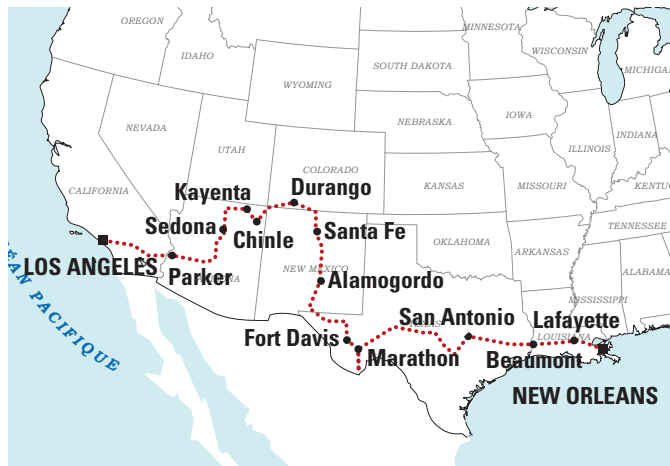 OREGON
MINNESOTA
IDAHO
WISCONSIN
SOUTH DAKOTA
MICHIGA
WYOMING
NEBRASKA
IOWA
NEVADA
UTAH
ILLINOIS
INDIANA
COLORADO
CALIFORNIA
KANSAS
MISSOURI
KENTU
Kayenta
Durango
Sedona
Chinle
Santa Fe
TENNESSEE
OKLAHOMA
ARKANSAS
LOS ANGELES
Parker
NEW MEXICO
Alamogordo
ALABAMA
MISSISSIPPI
ÉAN PACIFIQUE
San Antonio
Lafayette
Fort Davis
LOUISIANA
Marathon
Beaumont
NEW ORLEANS